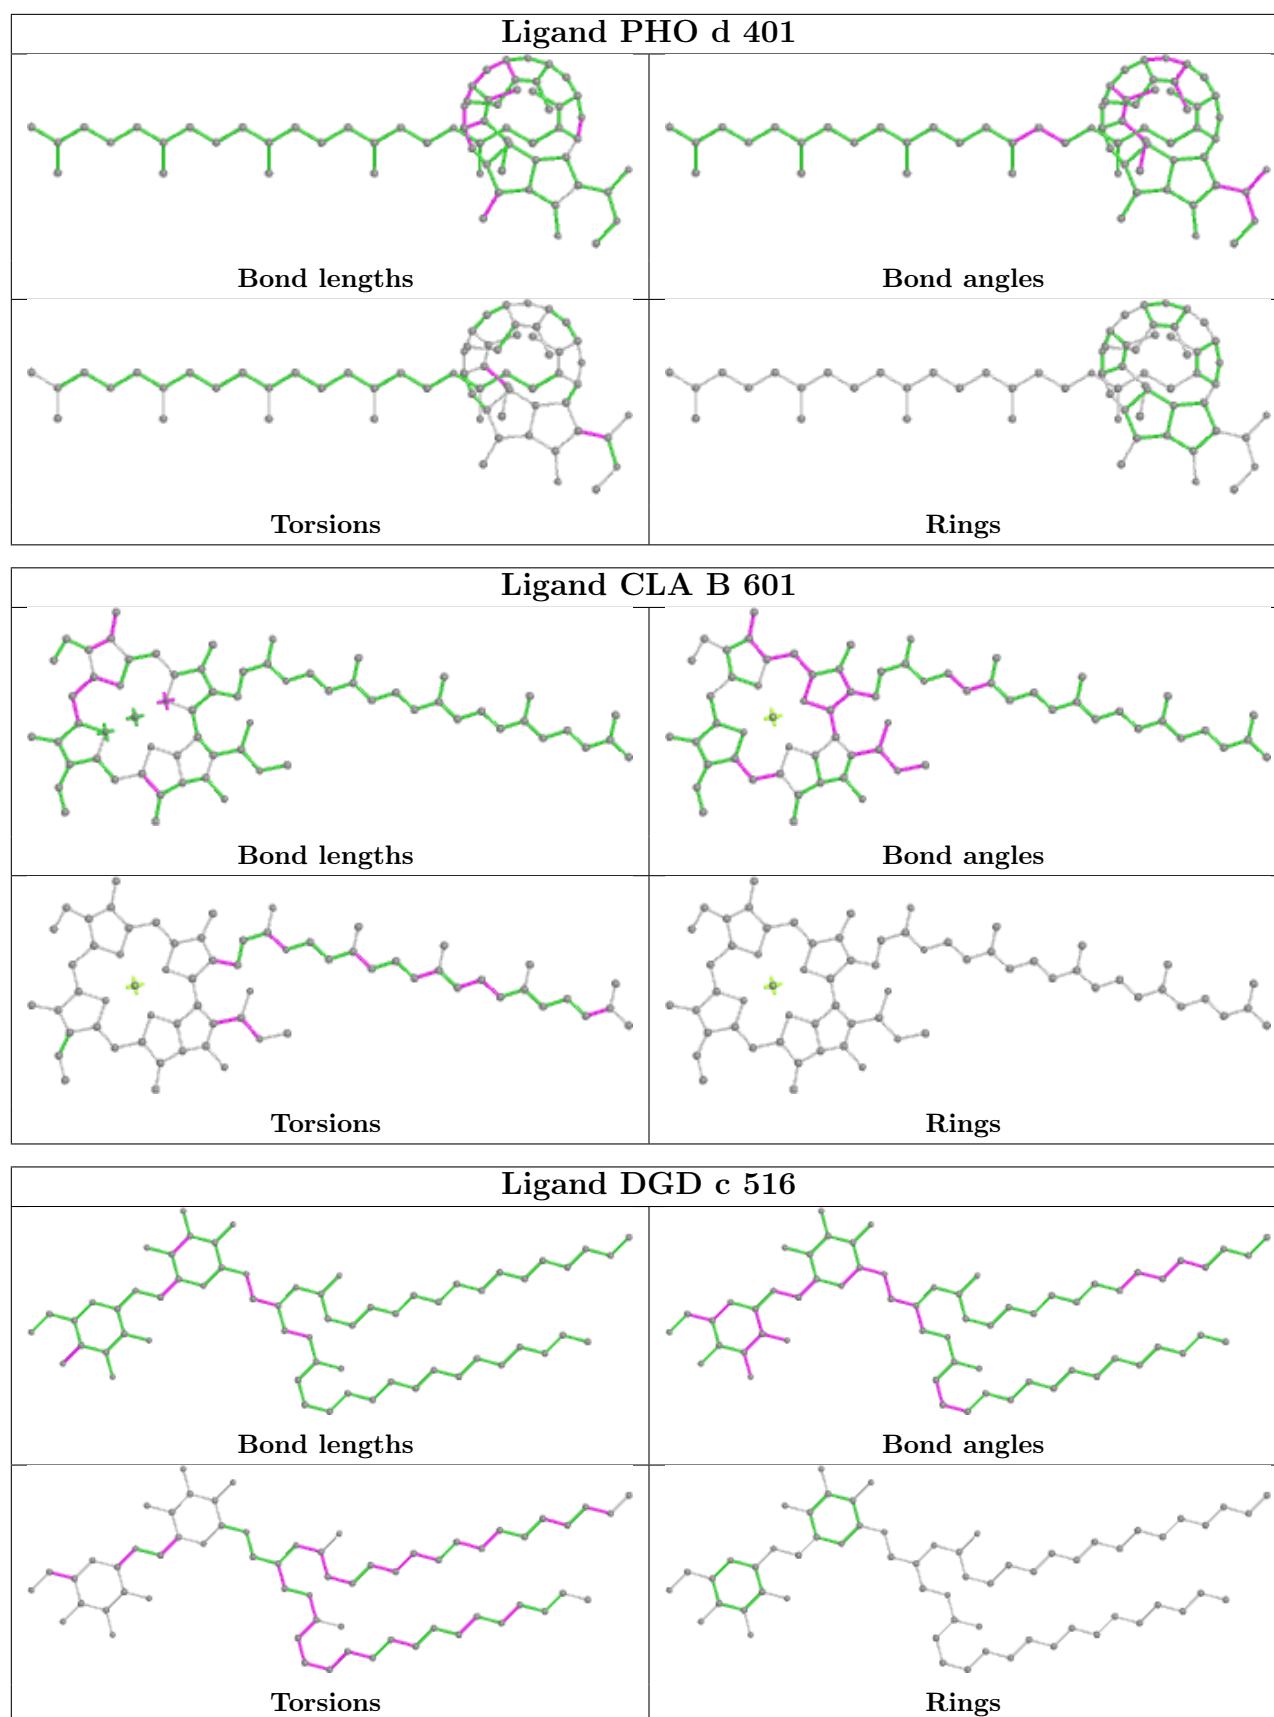 Ligand PHO d 401
Bond lengths
Bond angles
Torsions
Rings
Ligand CLA B 601
Bond lengths
Bond angles
Torsions
Rings
Ligand DGD c 516
Bond lengths
Bond angles
Torsions
Rings